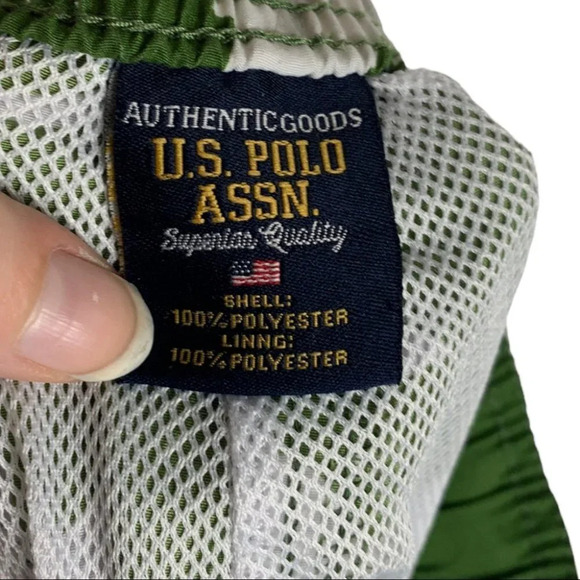 AUTHENTIC GOODS
U.S. POLO
ASSN.
Superior Quality
SHELL:
100% POLYESTER
LINNG:
100% POLYESTER